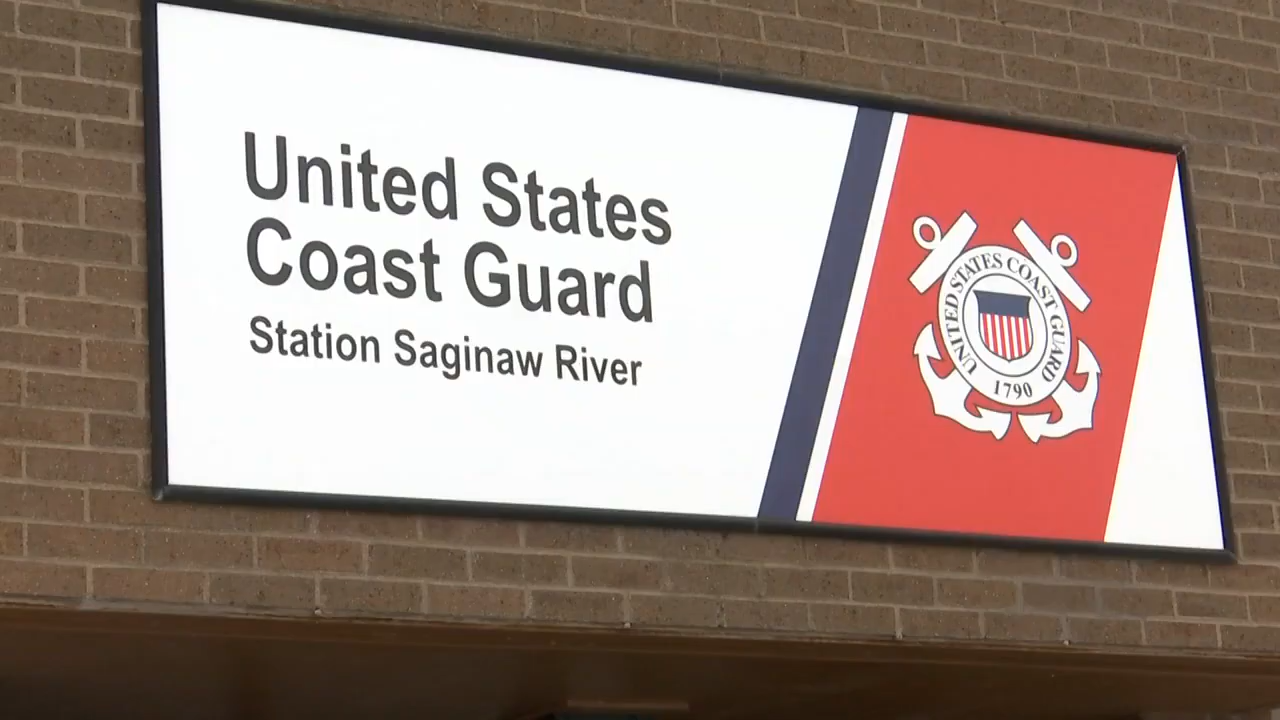 United States
Coast Guard
Station Saginaw River
UNITED STATES COAST GUARD
1790